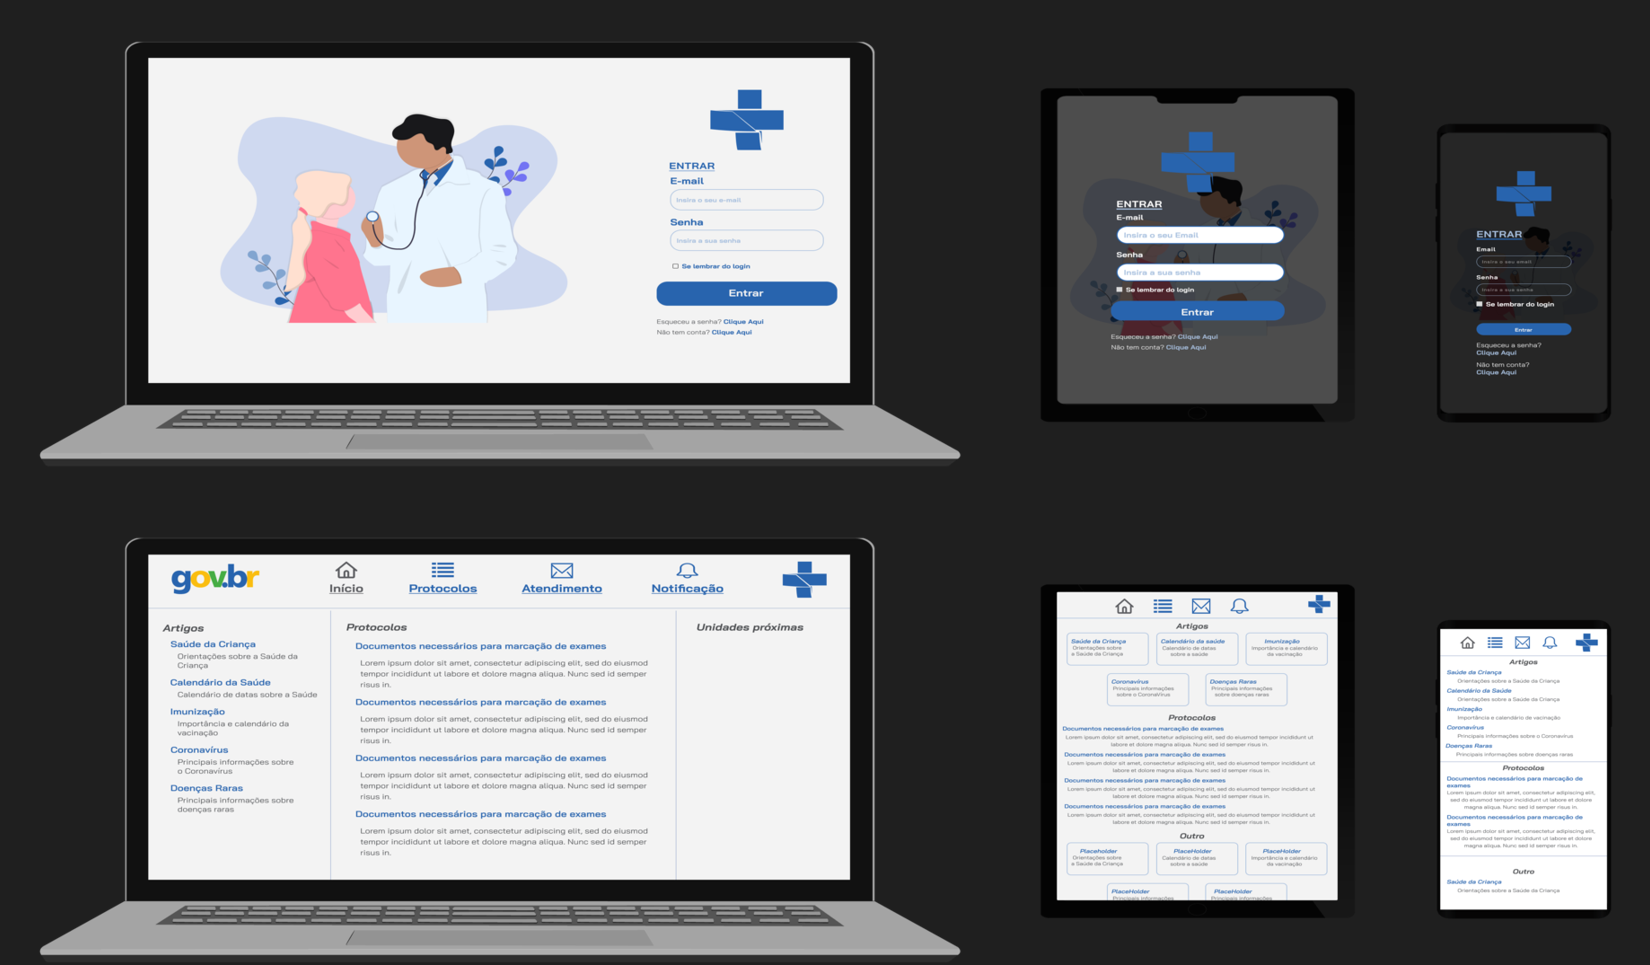 ENTRAR
E-mail
Insira o seu e-mail
Senha
Insira a sua senha
Se lembrar do login
Entrar
Esqueceu a senha? Clique Aqui
Não tem conta? Clique Aqui
ENTRAR
E-mail
Insira o seu Email
Senha
Insira a sua senha
Se lembrar do login
Entrar
Esqueceu a senha? Clique Aqui
Não tem conta? Clique Aqui
ENTRAR
Email
Insira o seu email
Senha
Insira a sua senha
Se lembrar do login
Entrar
Esqueceu a senha?
Clique Aqui
Não tem conta?
Clique Aqui
gov.br
Início
Protocolos
Atendimento
Notificação
Artigos
Saúde da Criança
Orientações sobre a Saúde da
Criança
Calendário da Saúde
Calendário de datas sobre a Saúde
Imunização
Importância e calendário da
vacinação
Coronavírus
Principais informações sobre
o Coronavírus
Doenças Raras
Principais informações sobre
doenças raras
Protocolos
Documentos necessários para marcação de exames
Lorem ipsum dolor sit amet, consectetur adipiscing elit, sed do eiusmod
tempor incididunt ut labore et dolore magna aliqua. Nunc sed id semper
risus in.
Documentos necessários para marcação de exames
Lorem ipsum dolor sit amet, consectetur adipiscing elit, sed do eiusmod
tempor incididunt ut labore et dolore magna aliqua. Nunc sed id semper
risus in.
Documentos necessários para marcação de exames
Lorem ipsum dolor sit amet, consectetur adipiscing elit, sed do eiusmod
tempor incididunt ut labore et dolore magna aliqua. Nunc sed id semper
risus in.
Documentos necessários para marcação de exames
Lorem ipsum dolor sit amet, consectetur adipiscing elit, sed do eiusmod
tempor incididunt ut labore et dolore magna aliqua. Nunc sed id semper
risus in.
Unidades próximas
Artigos
Saúde da Criança
Orientações sobre
a Saúde da Criança
Calendário da saúde
Calendário de datas
sobre a saúde
Imunização
Importância e calendário
da vacinação
Coronavírus
Principais informações
sobre o Coronavírus
Doenças Raras
Principais informações
sobre doenças raras
Protocolos
Documentos necessários para marcação de exames
Lorem ipsum dolor sit amet, consectetur adipiscing elit, sed do eiusmod tempor incididunt ut
labore et dolore magna aliqua. Nunc sed id semper risus in.
Documentos necessários para marcação de exames
Lorem ipsum dolor sit amet, consectetur adipiscing elit, sed do eiusmod tempor incididunt ut
labore et dolore magna aliqua. Nunc sed id semper risus in.
Documentos necessários para marcação de exames
Lorem ipsum dolor sit amet, consectetur adipiscing elit, sed do eiusmod tempor incididunt ut
labore et dolore magna aliqua. Nunc sed id semper risus in.
Documentos necessários para marcação de exames
Lorem ipsum dolor sit amet, consectetur adipiscing elit, sed do eiusmod tempor incididunt ut
labore et dolore magna aliqua. Nunc sed id semper risus in.
Outro
Placeholder
Orientações sobre
a Saúde da Criança
PlaceHolder
Calendário de datas
sobre a saúde
PlaceHolder
Importância e calendário
da vacinação
PlaceHolder
Principais informações
PlaceHolder
Principais informações
Artigos
Saúde da Criança
Orientações sobre a Saúde da Criança
Calendário da Saúde
Orientações sobre a Saúde da Criança
Imunização
Importância e calendário da vacinação
Coronavírus
Principais informações sobre o Coronavírus
Doenças Raras
Principais informações sobre doenças raras
Protocolos
Documentos necessários para marcação de
exames
Lorem ipsum dolor sit amet, consectetur adipiscing elit,
sed do eiusmod tempor incididunt ut labore et dolore
magna aliqua. Nunc sed id semper risus in.
Documentos necessários para marcação de
exames
Lorem ipsum dolor sit amet, consectetur adipiscing elit,
sed do eiusmod tempor incididunt ut labore et dolore
magna aliqua. Nunc sed id semper risus in.
Outro
Saúde da Criança
Orientações sobre a Saúde da Criança